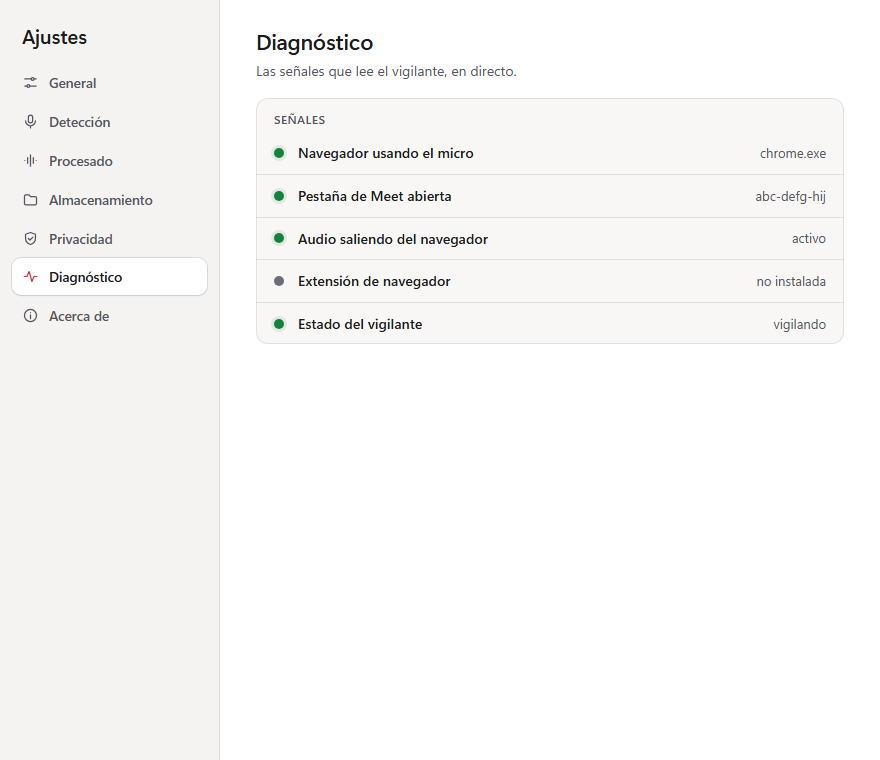 Ajustes
General
Detección
Procesado
Almacenamiento
Privacidad
Diagnóstico
Acerca de
Diagnóstico
Las señales que lee el vigilante, en directo.
SEÑALES
Navegador usando el micro chrome.exe
Pestaña de Meet abierta abc-defg-hij
Audio saliendo del navegador activo
Extensión de navegador no instalada
Estado del vigilante vigilando